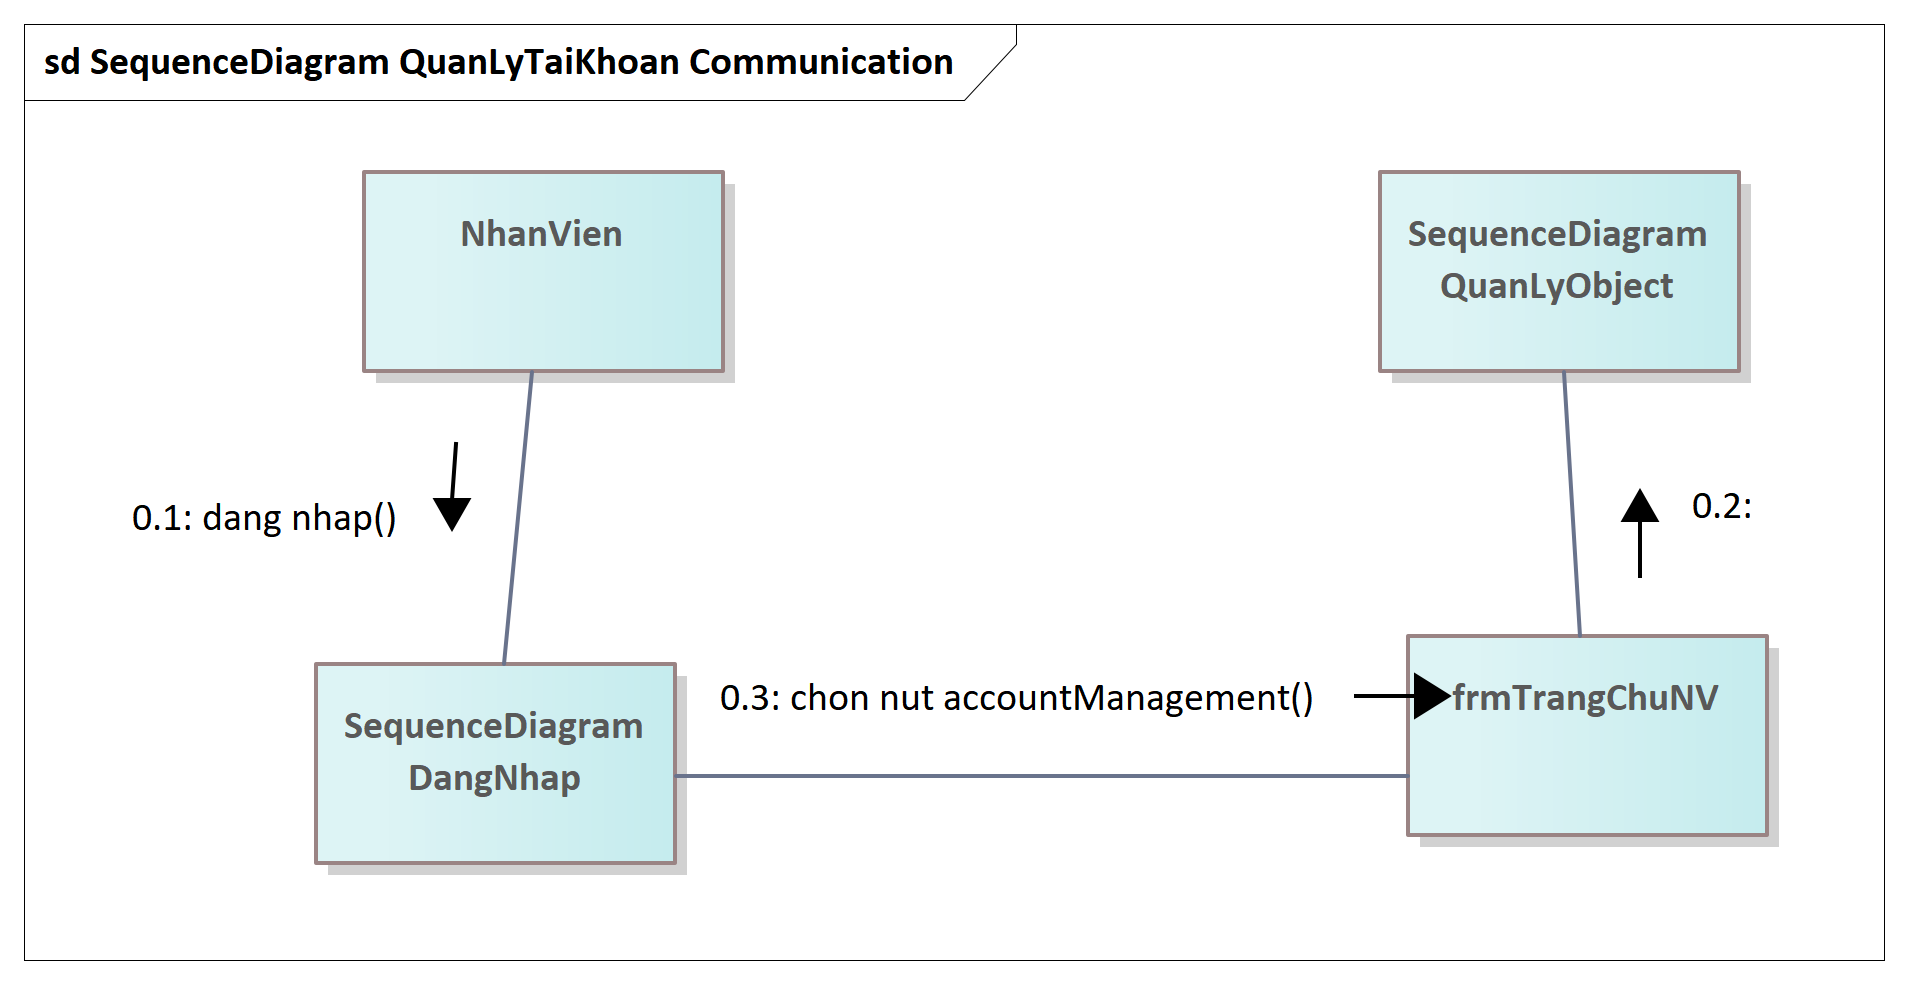 sd SequenceDiagram QuanLyTaiKhoan Communication
NhanVien
SequenceDiagram
QuanLyObject
0.1: dang nhap()
0.2:
SequenceDiagram
DangNhap
0.3: chon nut accountManagement()
frmTrangChuNV